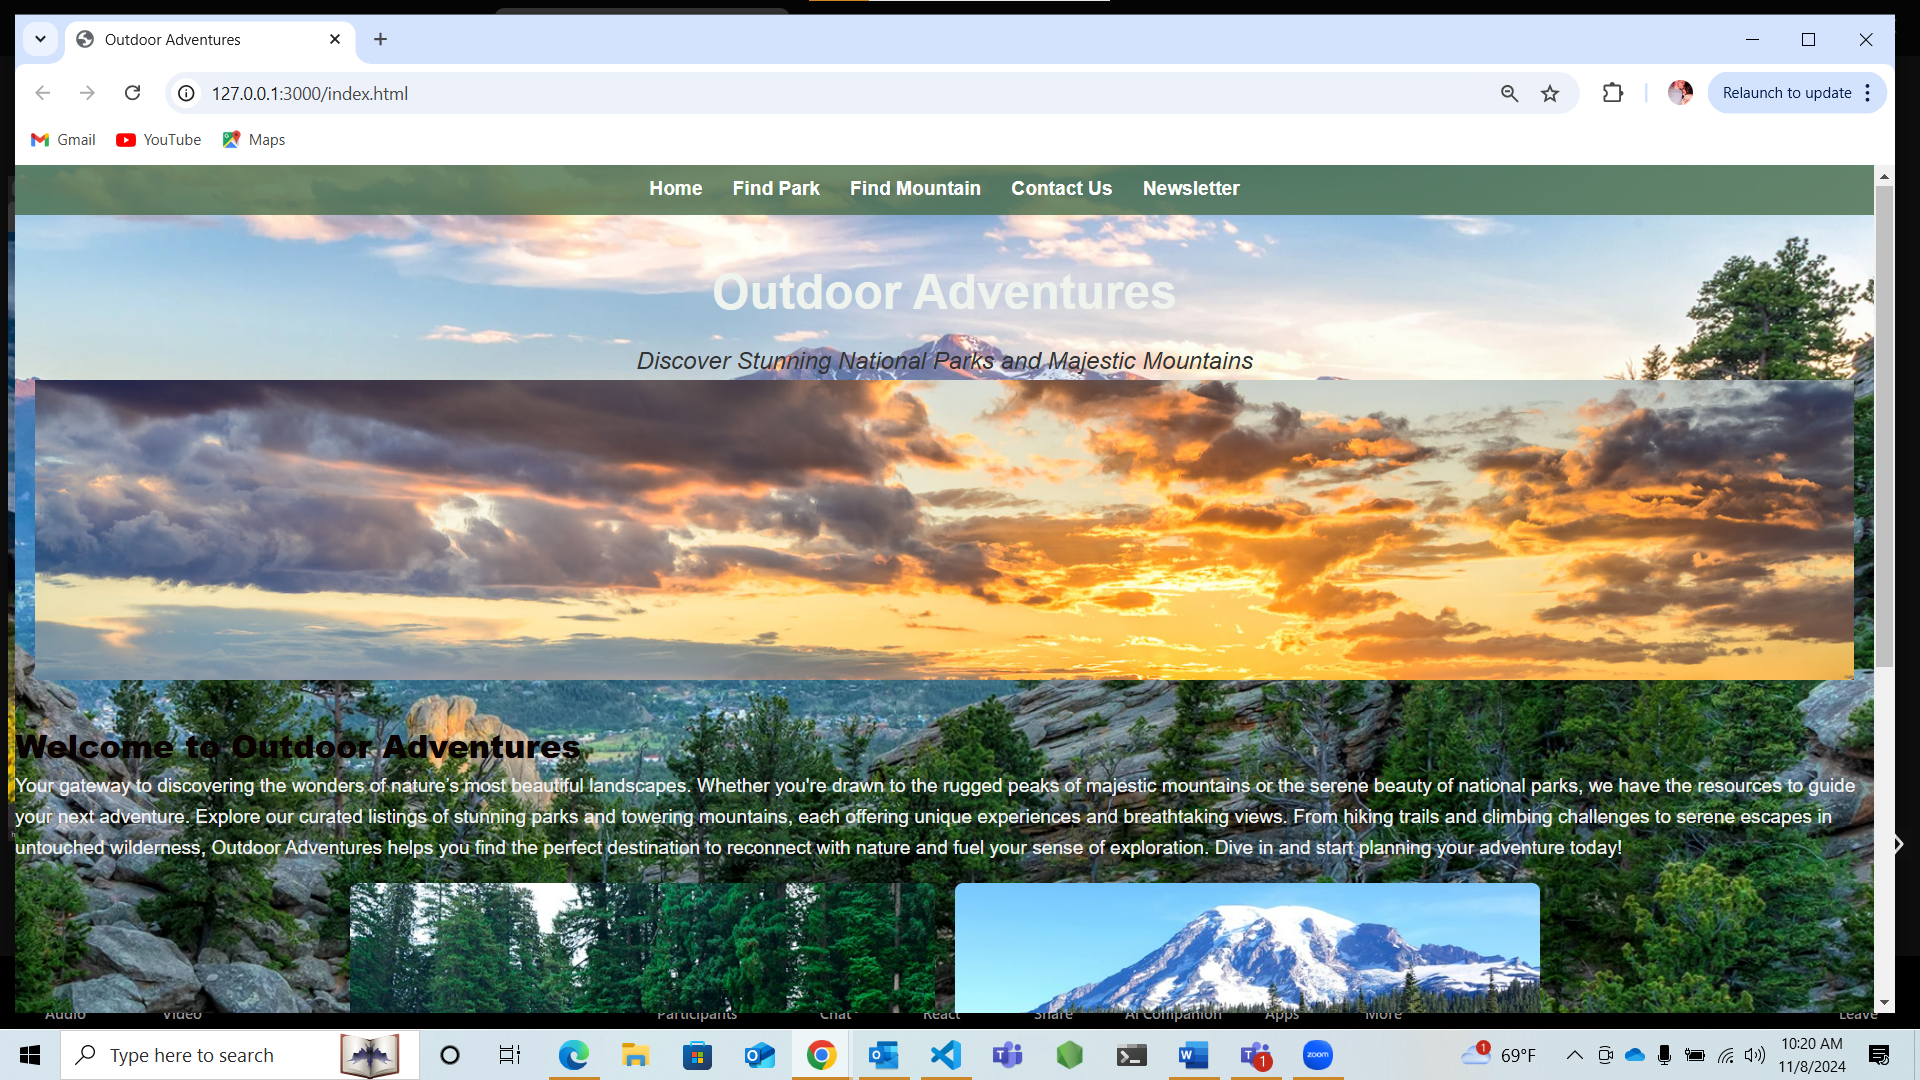 Outdoor Adventures
127.0.0.1:3000/index.html
Relaunch to update
Gmail YouTube Maps
Home Find Park Find Mountain Contact Us Newsletter
Outdoor Adventures
Discover Stunning National Parks and Majestic Mountains
Welcome to Outdoor Adventures
Your gateway to discovering the wonders of nature's most beautiful landscapes. Whether you're drawn to the rugged peaks of majestic mountains or the serene beauty of national parks, we have the resources to guide
your next adventure. Explore our curated listings of stunning parks and towering mountains, each offering unique experiences and breathtaking views. From hiking trails and climbing challenges to serene escapes in
untouched wilderness, Outdoor Adventures helps you find the perfect destination to reconnect with nature and fuel your sense of exploration. Dive in and start planning your adventure today!
Audio Video Participants Chat React Share AI Companion Apps More Leave
Type here to search
zoom
1
1
69°F
10:20 AM
11/8/2024